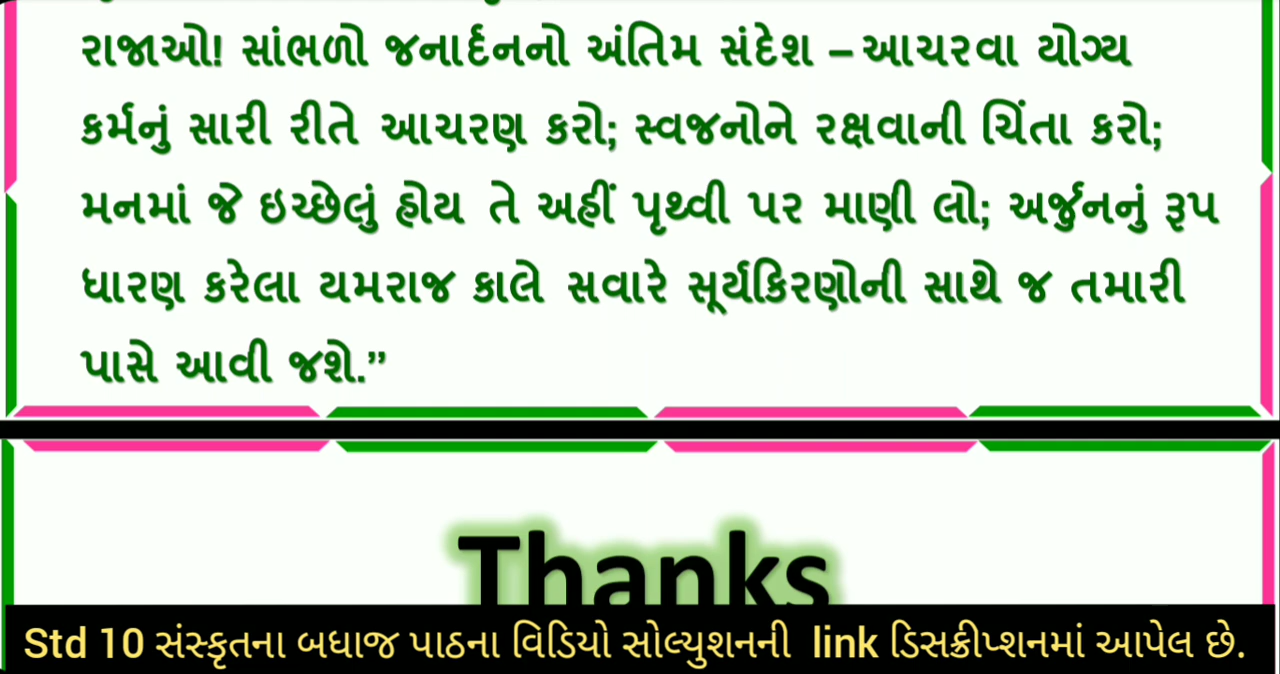 રાજાઓ! સાંભળો જનાર્દનનો અંતિમ સંદેશ – આચરવા યોગ્ય
કર્મનું સારી રીતે આચરણ કરો; સ્વજનોને રક્ષવાની ચિંતા કરો;
મનમાં જે ઇચ્છેલું હોય તે અહીં પૃથ્વી પર માણી લો; અર્જુનનું રૂપ
ધારણ કરેલા યમરાજ કાલે સવારે સૂર્યકિરણોની સાથે જ તમારી
પાસે આવી જશે.”
Thanks
Std 10 સંસ્કૃતના બધાજ પાઠના વિડિયો સોલ્યુશનની link ડિસક્રીપ્શનમાં આપેલ છે.